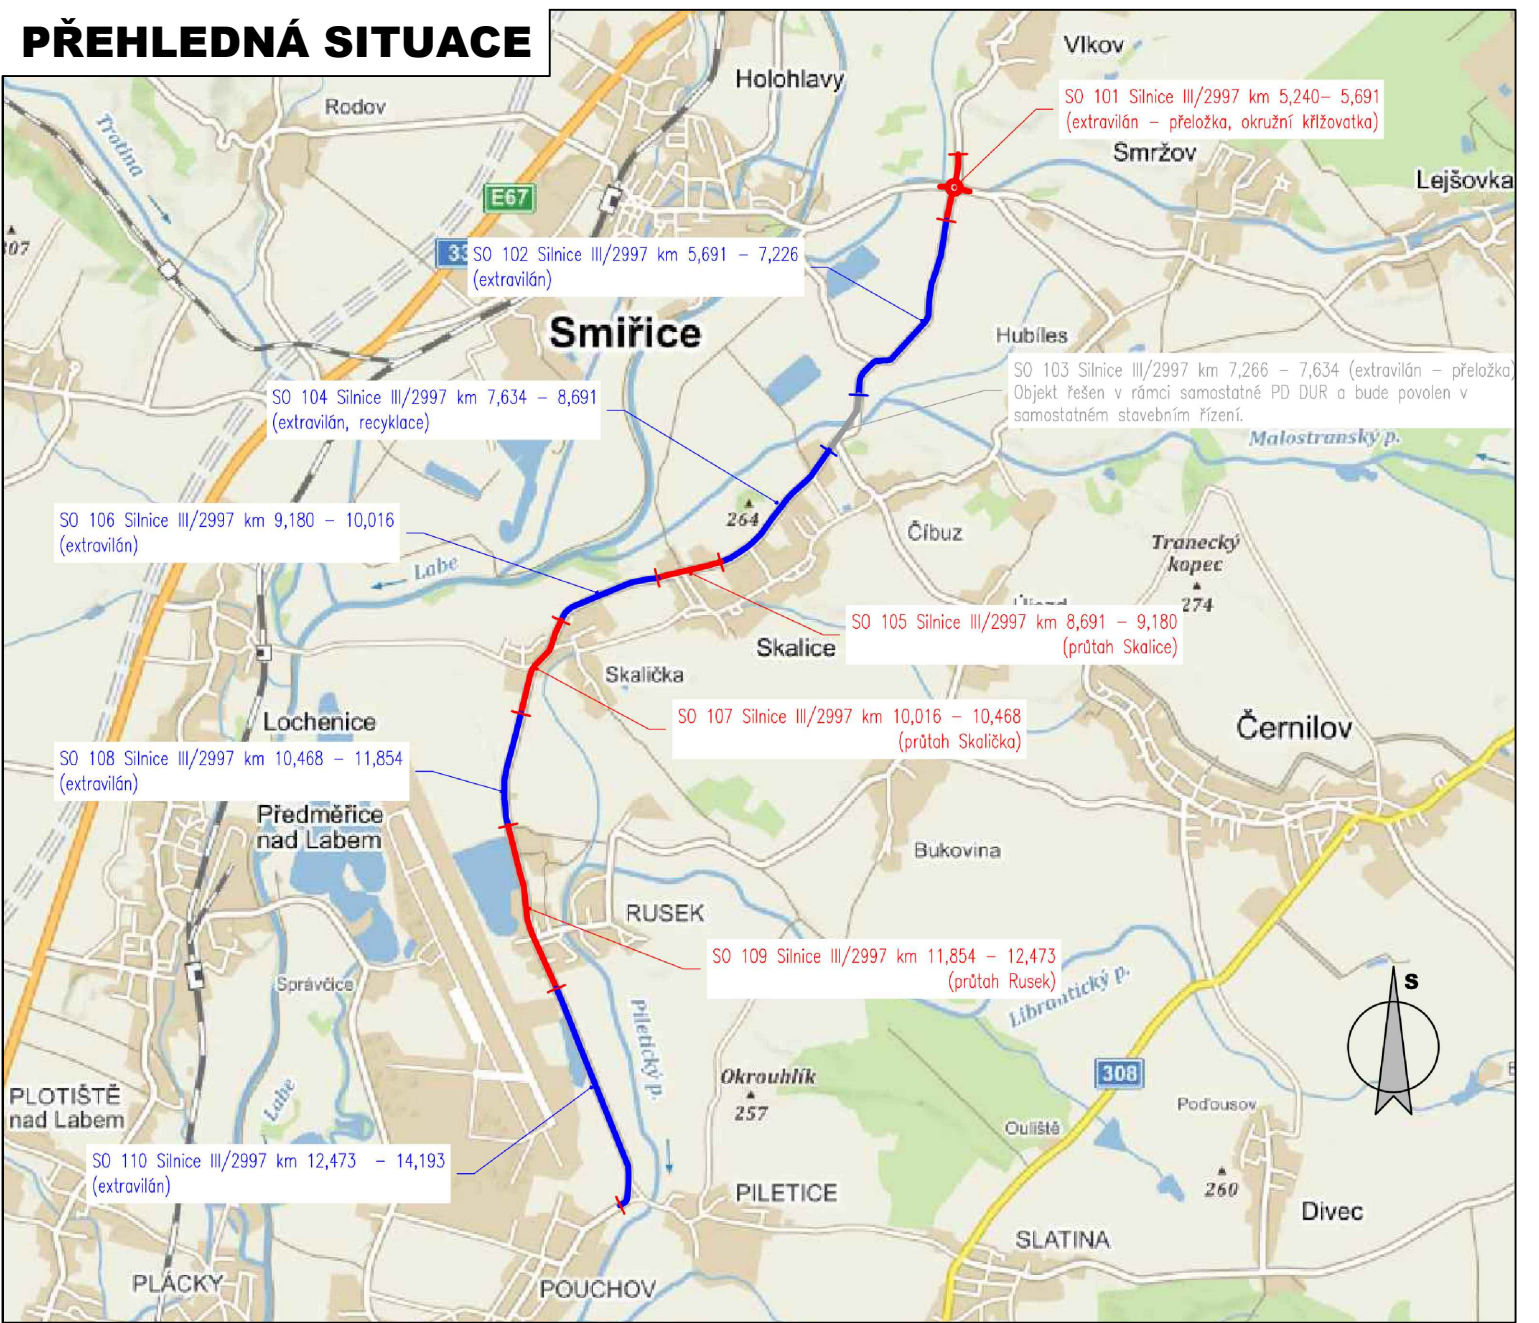 PŘEHLEDNÁ SITUACE
Vlkov
Holohlavy
SO 101 Silnice III/2997 km 5,240– 5,691
(extravilán – přeložka, okružní křižovatka)
Rodov
Trotina
Smržov
Lejšovka
E67
307
33
SO 102 Silnice III/2997 km 5,691 – 7,226
(extravilán)
Smiřice
Hubíles
SO 103 Silnice III/2997 km 7,266 – 7,634 (extravilán – přeložka)
Objekt řešen v rámci samostatné PD DUR a bude povolen v
samostatném stavebním řízení.
SO 104 Silnice III/2997 km 7,634 – 8,691
(extravilán, recyklace)
Malostranský p.
SO 106 Silnice III/2997 km 9,180 – 10,016
(extravilán)
264
Číbuz
Tranecký
kopec
274
Labe
Újezd
SO 105 Silnice III/2997 km 8,691 – 9,180
(průtah Skalice)
Skalice
Skalička
SO 107 Silnice III/2997 km 10,016 – 10,468
(průtah Skalička)
Lochenice
Černilov
SO 108 Silnice III/2997 km 10,468 – 11,854
(extravilán)
Předměřice
nad Labem
Bukovina
RUSEK
SO 109 Silnice III/2997 km 11,854 – 12,473
(průtah Rusek)
Správčice
Librantický p.
S
Piletický p.
Okrouhlík
257
308
PLOTIŠTĚ
nad Labem
Labe
Poďousov
Ouliště
SO 110 Silnice III/2997 km 12,473 – 14,193
(extravilán)
260
PILETICE
Divec
SLATINA
PLÁCKY
POUCHOV